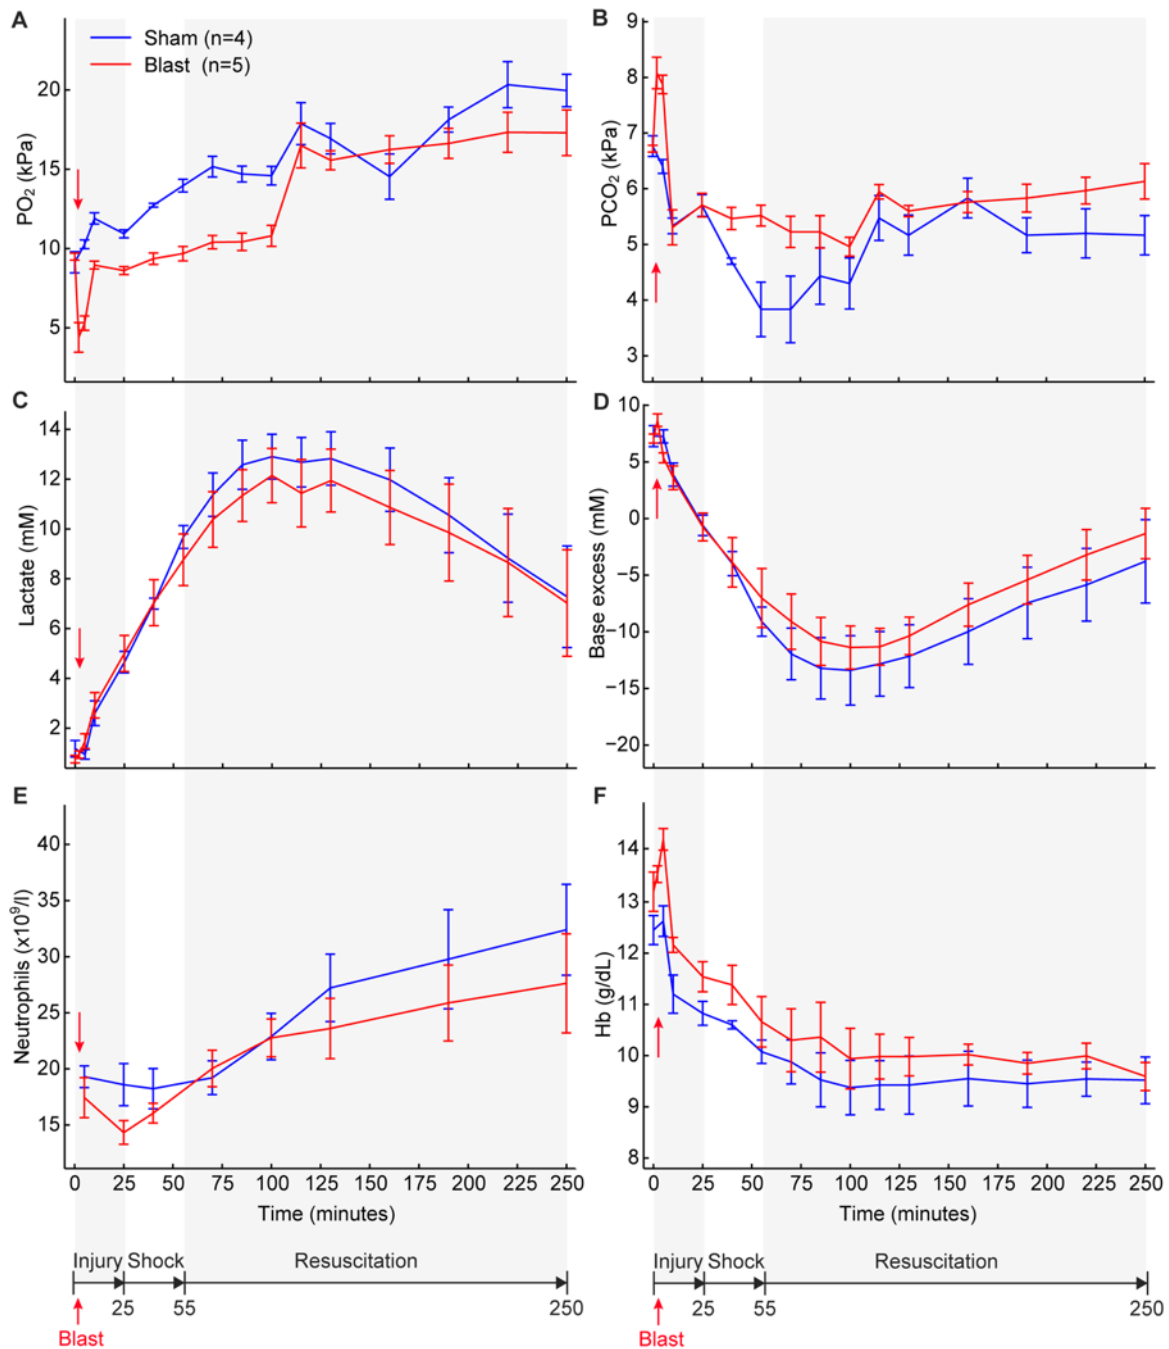 A
Sham (n=4)
Blast (n=5)
PO₂ (kPa)
20
15
10
5
B
PCO₂ (kPa)
9
8
7
6
5
4
3
C
Lactate (mM)
14
12
10
8
6
4
2
D
Base excess (mM)
10
5
0
−5
−10
−15
−20
E
Neutrophils (x10⁹/l)
40
35
30
25
20
15
0 25 50 75 100 125 150 175 200 225 250
Time (minutes)
F
Hb (g/dL)
14
13
12
11
10
9
8
0 25 50 75 100 125 150 175 200 225 250
Time (minutes)
Injury Shock Resuscitation
25 55 250
Blast
Injury Shock Resuscitation
25 55 250
Blast